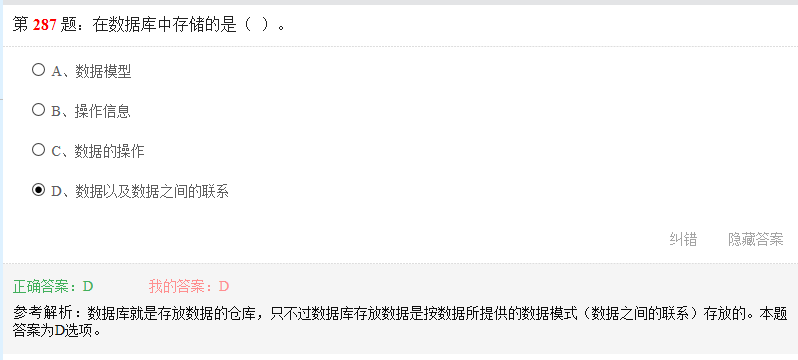 第 287 题：在数据库中存储的是（ ）。
A、数据模型
B、操作信息
C、数据的操作
D、数据以及数据之间的联系
纠错 隐藏答案
正确答案：D 我的答案：D
参考解析：数据库就是存放数据的仓库，只不过数据库存放数据是按数据所提供的数据模式（数据之间的联系）存放的。本题
答案为D选项。